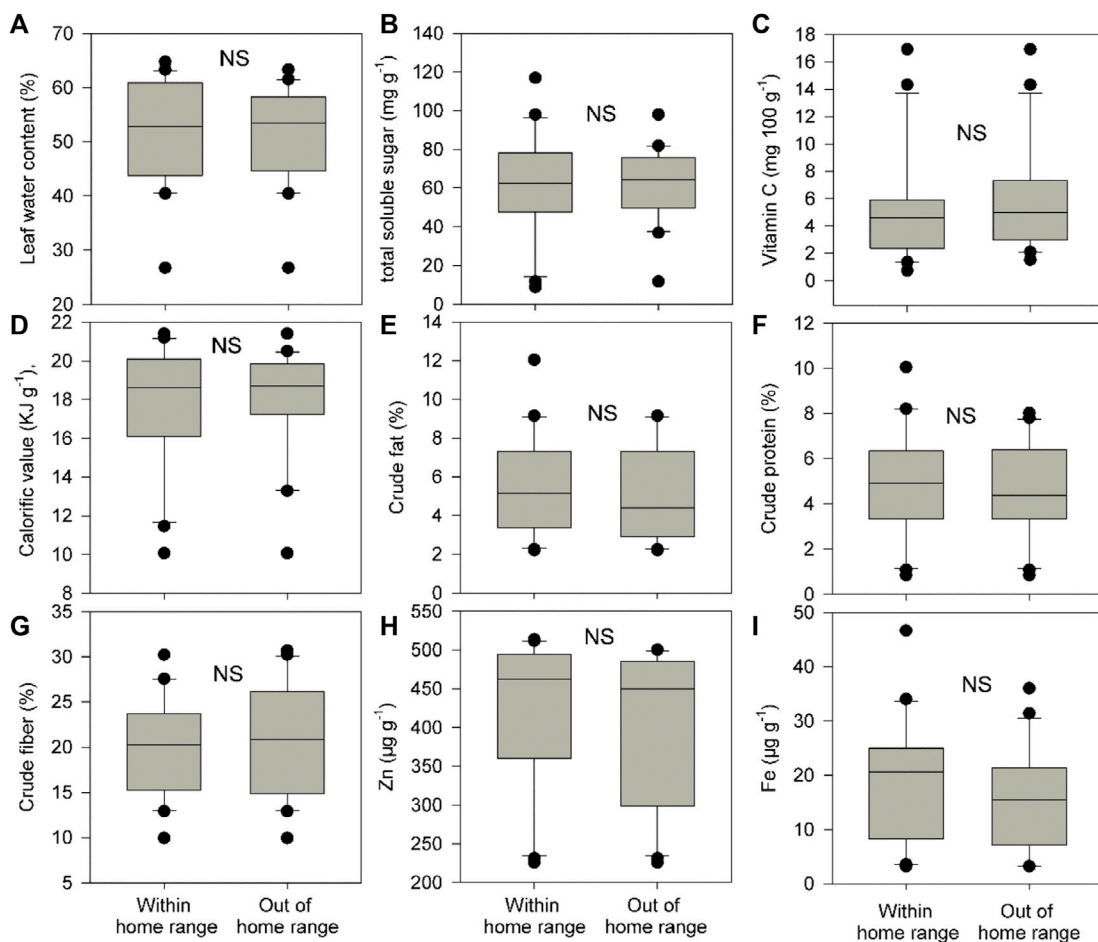 A
Leaf water content (%)
70
60
50
40
30
20
NS
B
total soluble sugar (mg g⁻¹)
140
120
100
80
60
40
20
0
NS
C
Vitamin C (mg 100 g⁻¹)
18
16
14
12
10
8
6
4
2
0
NS
D
Calorific value (KJ g⁻¹),
22
20
18
16
14
12
10
8
NS
E
Crude fat (%)
14
12
10
8
6
4
2
0
NS
F
Crude protein (%)
12
10
8
6
4
2
0
NS
G
Crude fiber (%)
35
30
25
20
15
10
5
NS
Within
home range
Out of
home range
H
Zn (µg g⁻¹)
550
500
450
400
350
300
250
200
NS
Within
home range
Out of
home range
I
Fe (µg g⁻¹)
50
40
30
20
10
0
NS
Within
home range
Out of
home range